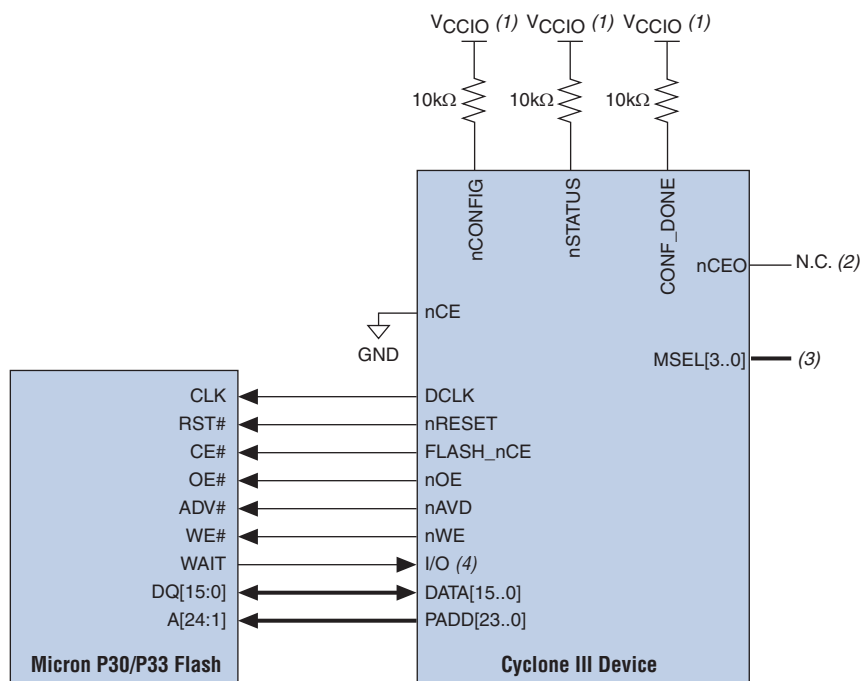 VCCIO (1) VCCIO (1) VCCIO (1)
10kΩ 10kΩ 10kΩ
nCONFIG
nSTATUS
CONF_DONE
nCEO N.C. (2)
nCE
GND
MSEL[3..0] (3)
CLK DCLK
RST# nRESET
CE# FLASH_nCE
OE# nOE
ADV# nAVD
WE# nWE
WAIT I/O (4)
DQ[15:0] DATA[15..0]
A[24:1] PADD[23..0]
Micron P30/P33 Flash Cyclone III Device